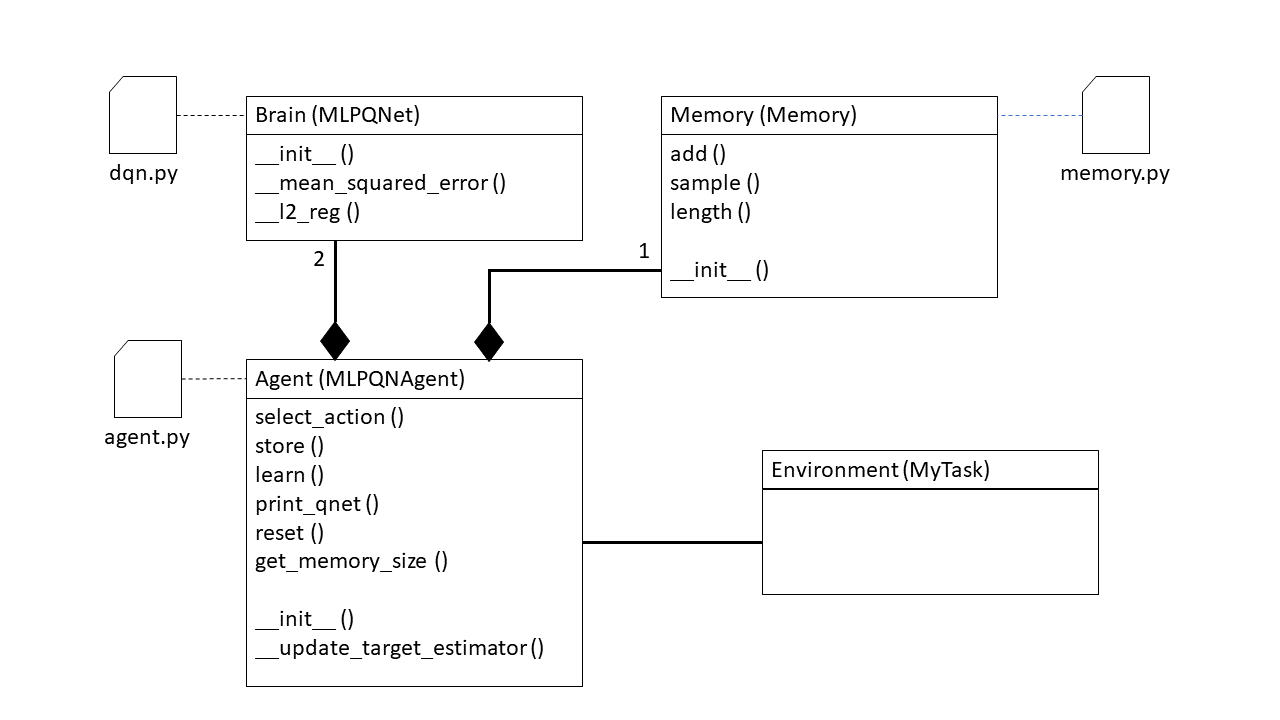 Brain (MLPQNet)
__init__ ()
__mean_squared_error ()
__l2_reg ()
dqn.py
2
Memory (Memory)
add ()
sample ()
length ()
__init__ ()
memory.py
1
Agent (MLPQNAgent)
select_action ()
store ()
learn ()
print_qnet ()
reset ()
get_memory_size ()
__init__ ()
__update_target_estimator ()
agent.py
Environment (MyTask)